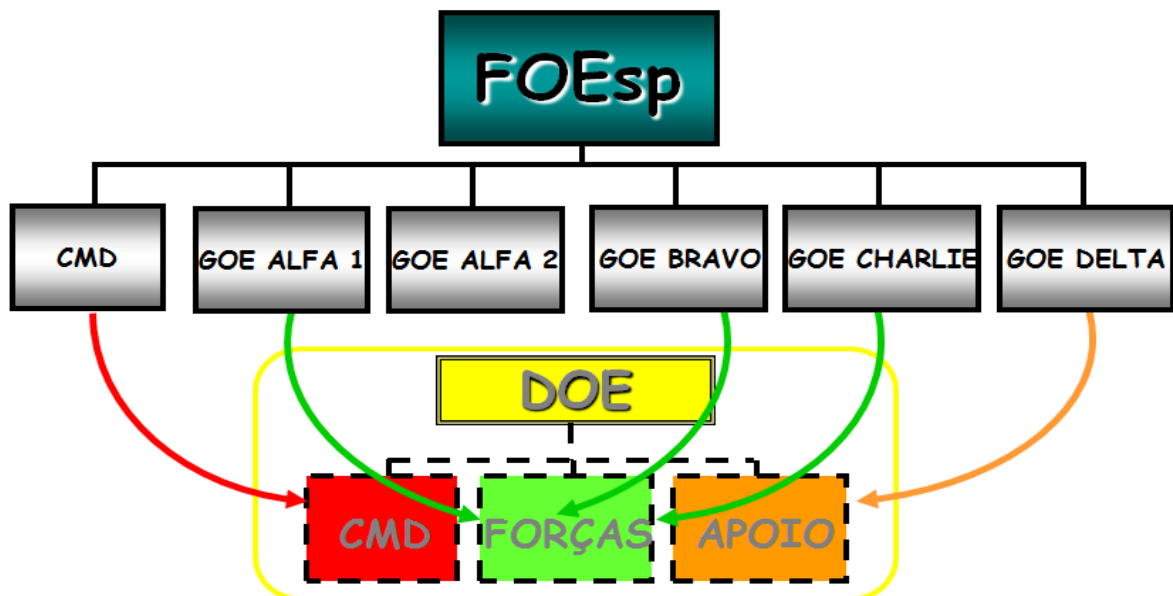 FOEsp
CMD
GOE ALFA 1
GOE ALFA 2
GOE BRAVO
GOE CHARLIE
GOE DELTA
DOE
CMD
FORÇAS
APOIO